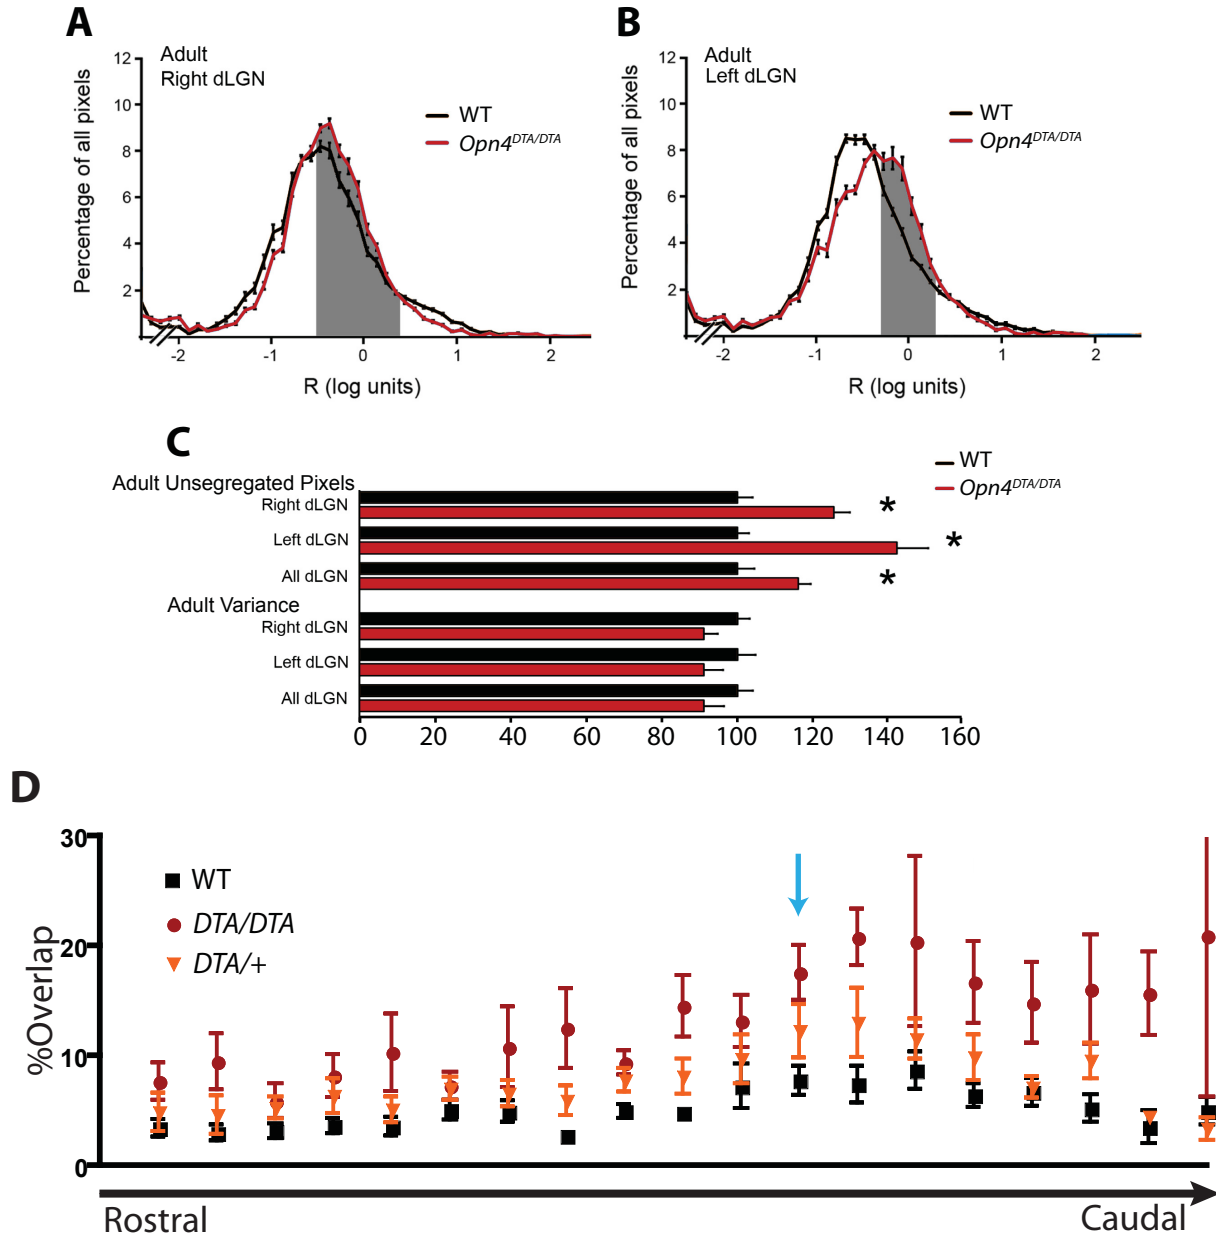 A
Adult
Right dLGN
WT
Opn4DTA/DTA
Percentage of all pixels
12
10
8
6
4
2
-2
-1
0
1
2
R (log units)
B
Adult
Left dLGN
WT
Opn4DTA/DTA
Percentage of all pixels
12
10
8
6
4
2
-2
-1
0
1
2
R (log units)
C
WT
Opn4DTA/DTA
Adult Unsegregated Pixels
Right dLGN
*
Left dLGN
*
All dLGN
*
Adult Variance
Right dLGN
Left dLGN
All dLGN
0 20 40 60 80 100 120 140 160
D
WT
DTA/DTA
DTA/+
%Overlap
30
20
10
0
Rostral
Caudal